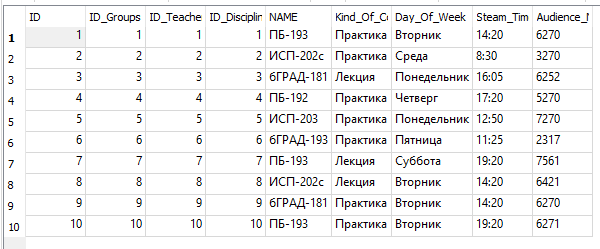 ID ID_Groups ID_Teache ID_Disciplin NAME Kind_Of_Co Day_Of_Week Steam_Tim Audience_N
1 1 1 1 1 ПБ-193 Практика Вторник 14:20 6270
2 2 2 2 2 ИСП-202с Практика Среда 8:30 3270
3 3 3 3 3 6ГРАД-181 Лекция Понедельник 16:05 6252
4 4 4 4 4 ПБ-192 Практика Четверг 17:20 5270
5 5 5 5 5 ИСП-203 Практика Понедельник 12:50 7270
6 6 6 6 6 6ГРАД-193 Практика Пятница 11:25 2317
7 7 7 7 7 ПБ-193 Лекция Суббота 19:20 7561
8 8 8 8 8 ИСП-202с Лекция Вторник 14:20 6421
9 9 9 9 9 6ГРАД-181 Практика Вторник 14:20 6270
10 10 10 10 10 ПБ-193 Практика Вторник 19:20 6271